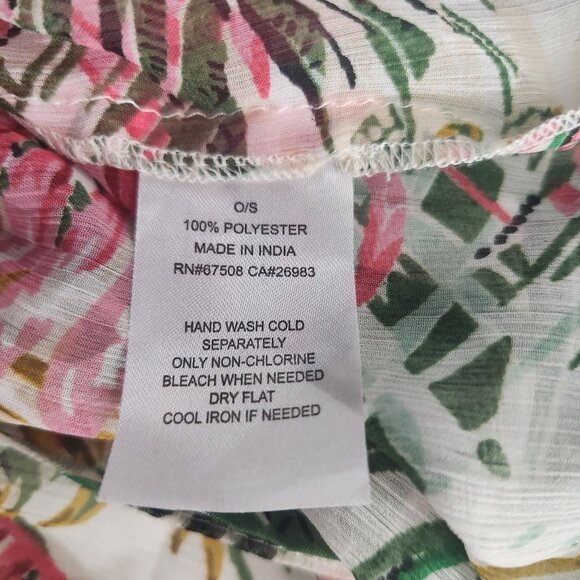 O/S
100% POLYESTER
MADE IN INDIA
RN#67508 CA#26983
HAND WASH COLD
SEPARATELY
ONLY NON-CHLORINE
BLEACH WHEN NEEDED
DRY FLAT
COOL IRON IF NEEDED